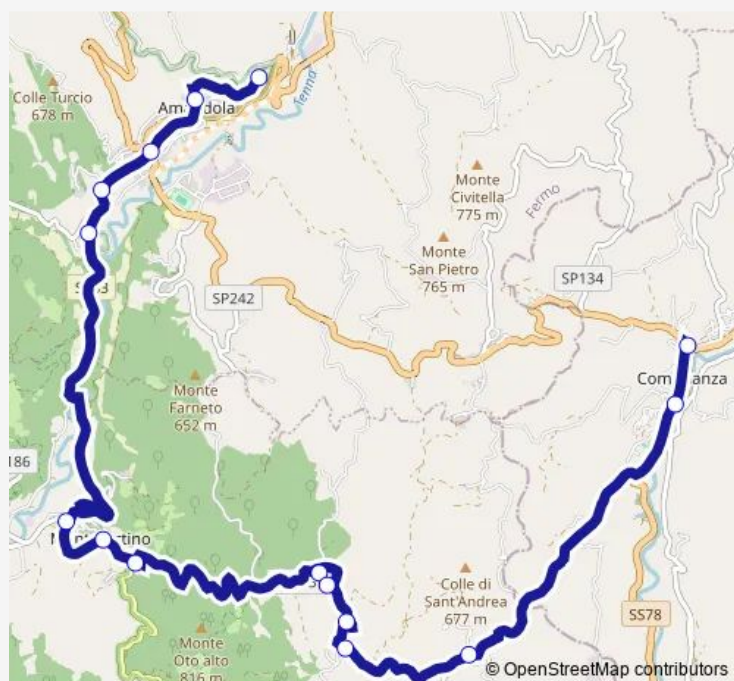 Colle Turcio
678 m
Tenna
Monte
Civitella
775 m
Fermo
Monte
San Pietro
765 m
SP134
SP242
Monte
Farneto
652 m
186
Colle di
Sant'Andrea
677 m
SS78
Monte
Oto alto
816 m
© OpenStreetMap contributors